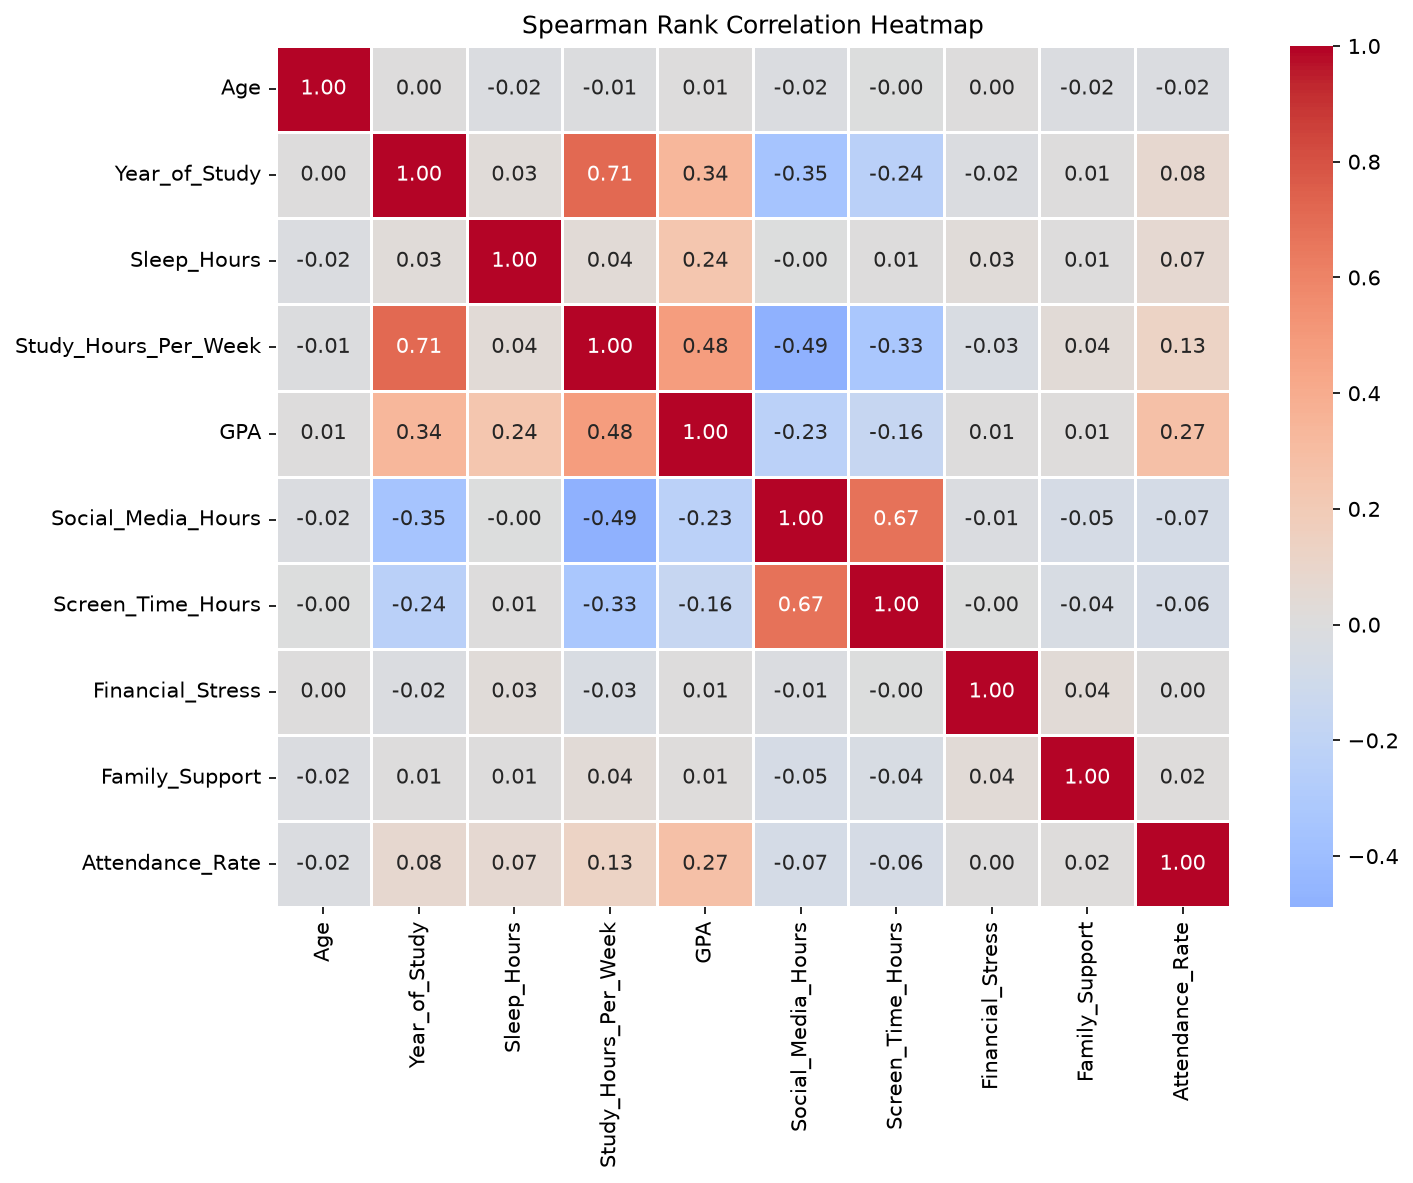 Spearman Rank Correlation Heatmap
Age 1.00 0.00 -0.02 -0.01 0.01 -0.02 -0.00 0.00 -0.02 -0.02
Year_of_Study 0.00 1.00 0.03 0.71 0.34 -0.35 -0.24 -0.02 0.01 0.08
Sleep_Hours -0.02 0.03 1.00 0.04 0.24 -0.00 0.01 0.03 0.01 0.07
Study_Hours_Per_Week -0.01 0.71 0.04 1.00 0.48 -0.49 -0.33 -0.03 0.04 0.13
GPA 0.01 0.34 0.24 0.48 1.00 -0.23 -0.16 0.01 0.01 0.27
Social_Media_Hours -0.02 -0.35 -0.00 -0.49 -0.23 1.00 0.67 -0.01 -0.05 -0.07
Screen_Time_Hours -0.00 -0.24 0.01 -0.33 -0.16 0.67 1.00 -0.00 -0.04 -0.06
Financial_Stress 0.00 -0.02 0.03 -0.03 0.01 -0.01 -0.00 1.00 0.04 0.00
Family_Support -0.02 0.01 0.01 0.04 0.01 -0.05 -0.04 0.04 1.00 0.02
Attendance_Rate -0.02 0.08 0.07 0.13 0.27 -0.07 -0.06 0.00 0.02 1.00
Age
Year_of_Study
Sleep_Hours
Study_Hours_Per_Week
GPA
Social_Media_Hours
Screen_Time_Hours
Financial_Stress
Family_Support
Attendance_Rate
1.0
0.8
0.6
0.4
0.2
0.0
−0.2
−0.4